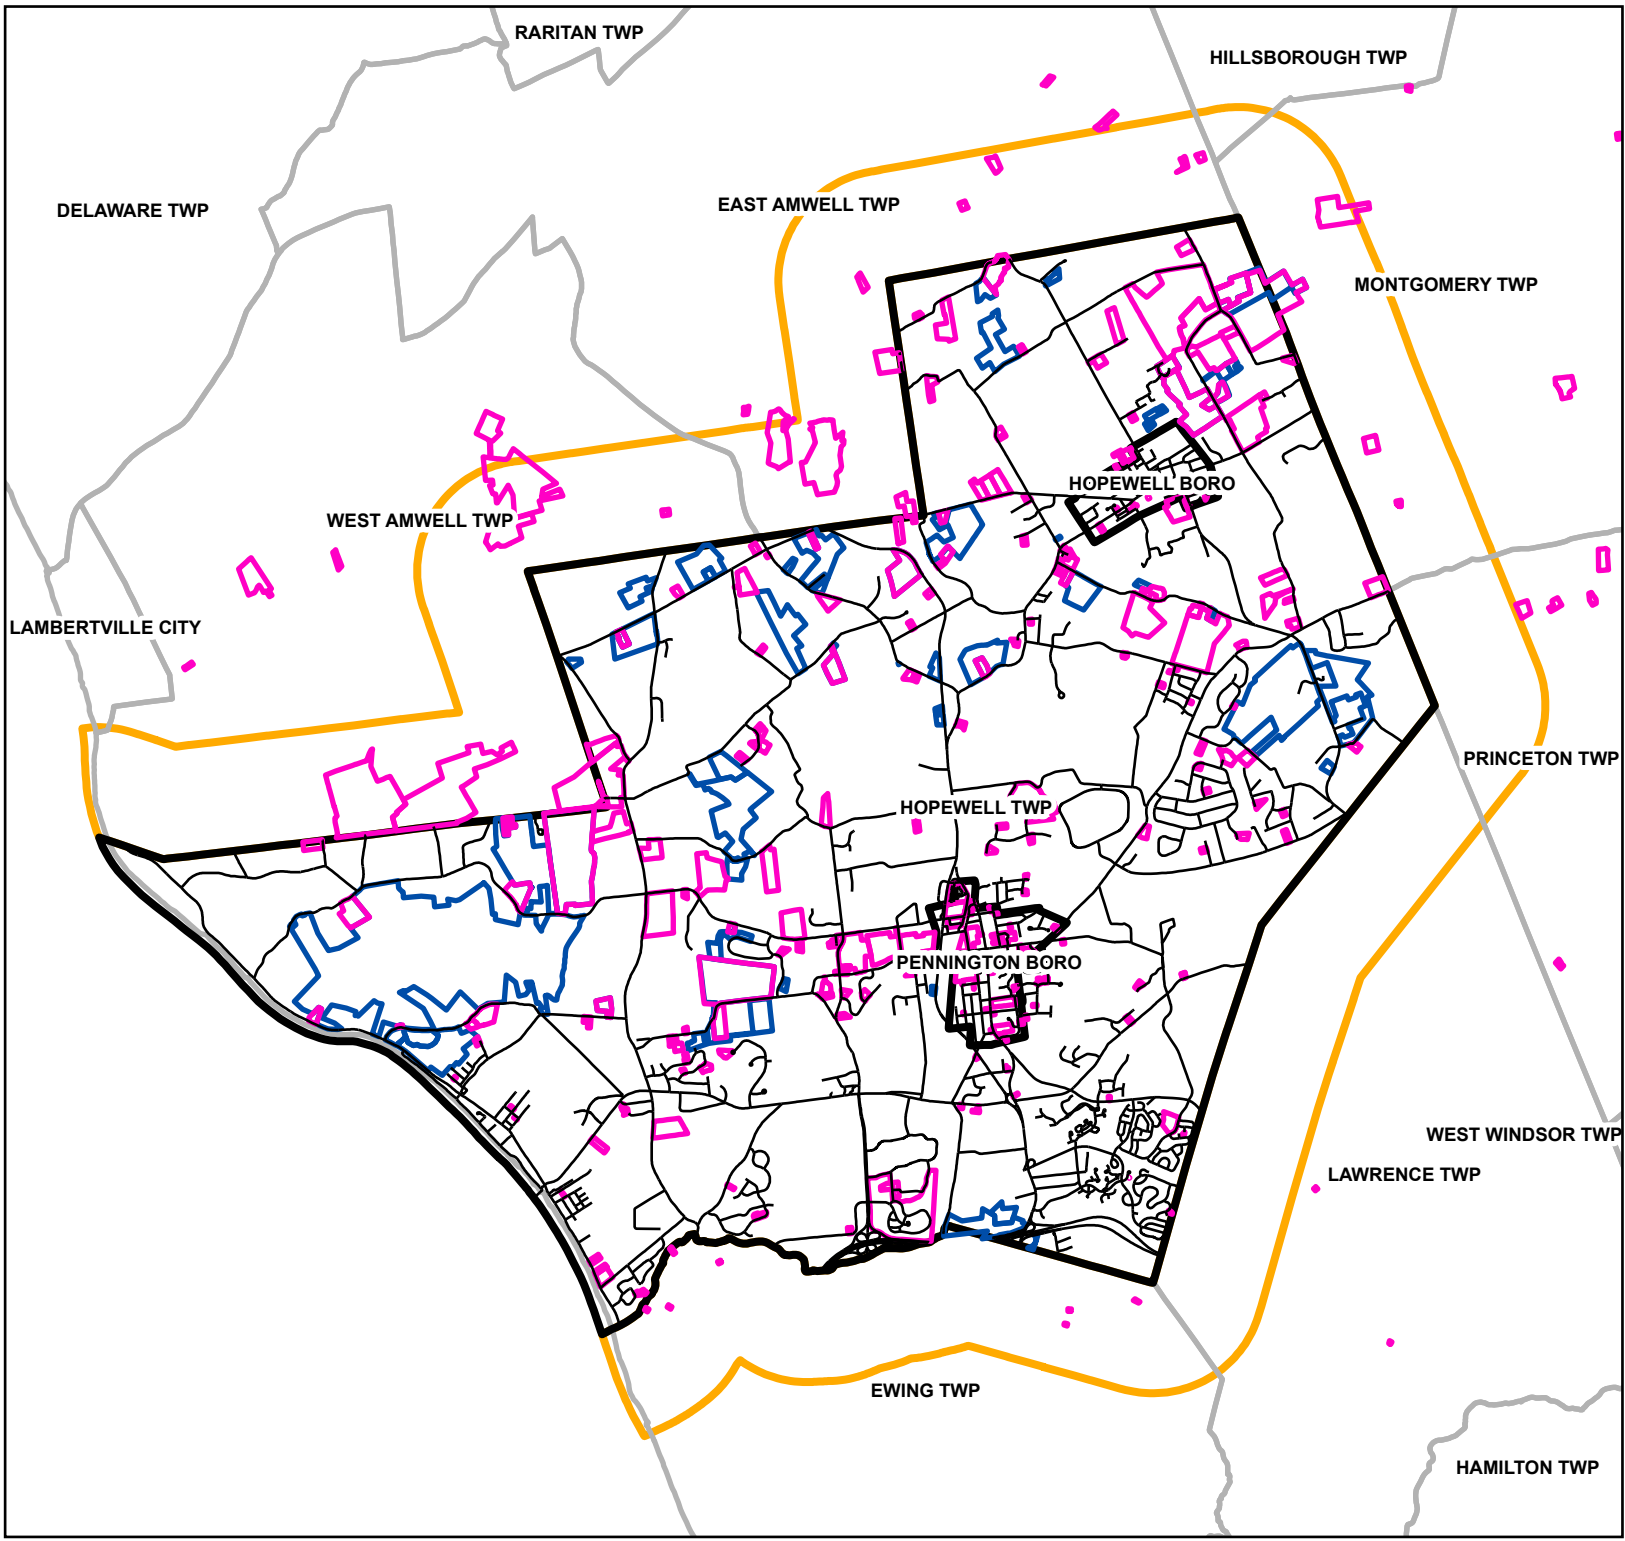 RARITAN TWP
HILLSBOROUGH TWP
DELAWARE TWP
EAST AMWELL TWP
MONTGOMERY TWP
HOPEWELL BORO
WEST AMWELL TWP
LAMBERTVILLE CITY
PRINCETON TWP
HOPEWELL TWP
PENNINGTON BORO
WEST WINDSOR TWP
LAWRENCE TWP
EWING TWP
HAMILTON TWP